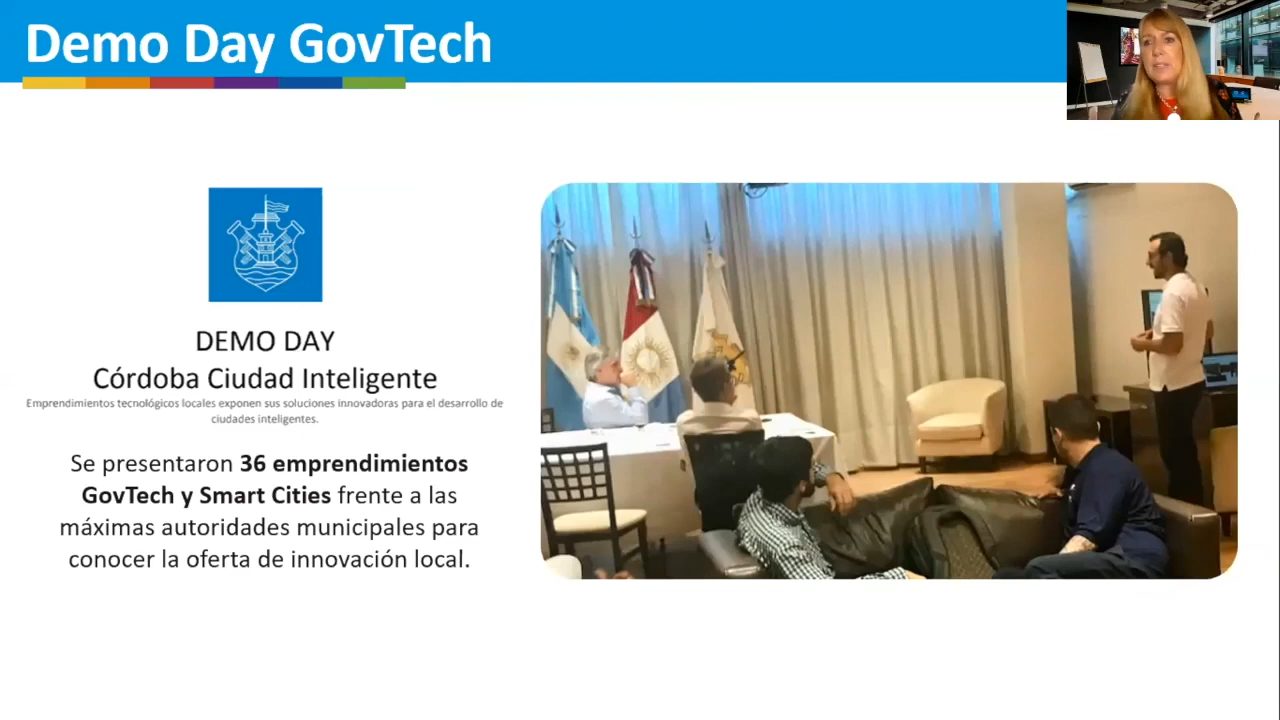 Demo Day GovTech
DEMO DAY
Córdoba Ciudad Inteligente
Emprendimientos tecnológicos locales exponen sus soluciones innovadoras para el desarrollo de
ciudades inteligentes.
Se presentaron 36 emprendimientos
GovTech y Smart Cities frente a las
máximas autoridades municipales para
conocer la oferta de innovación local.